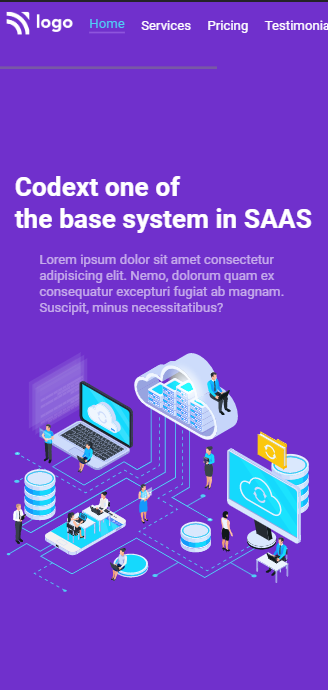 logo Home Services Pricing Testimonia
Codext one of
the base system in SAAS
Lorem ipsum dolor sit amet consectetur
adipisicing elit. Nemo, dolorum quam ex
consequatur excepturi fugiat ab magnam.
Suscipit, minus necessitatibus?